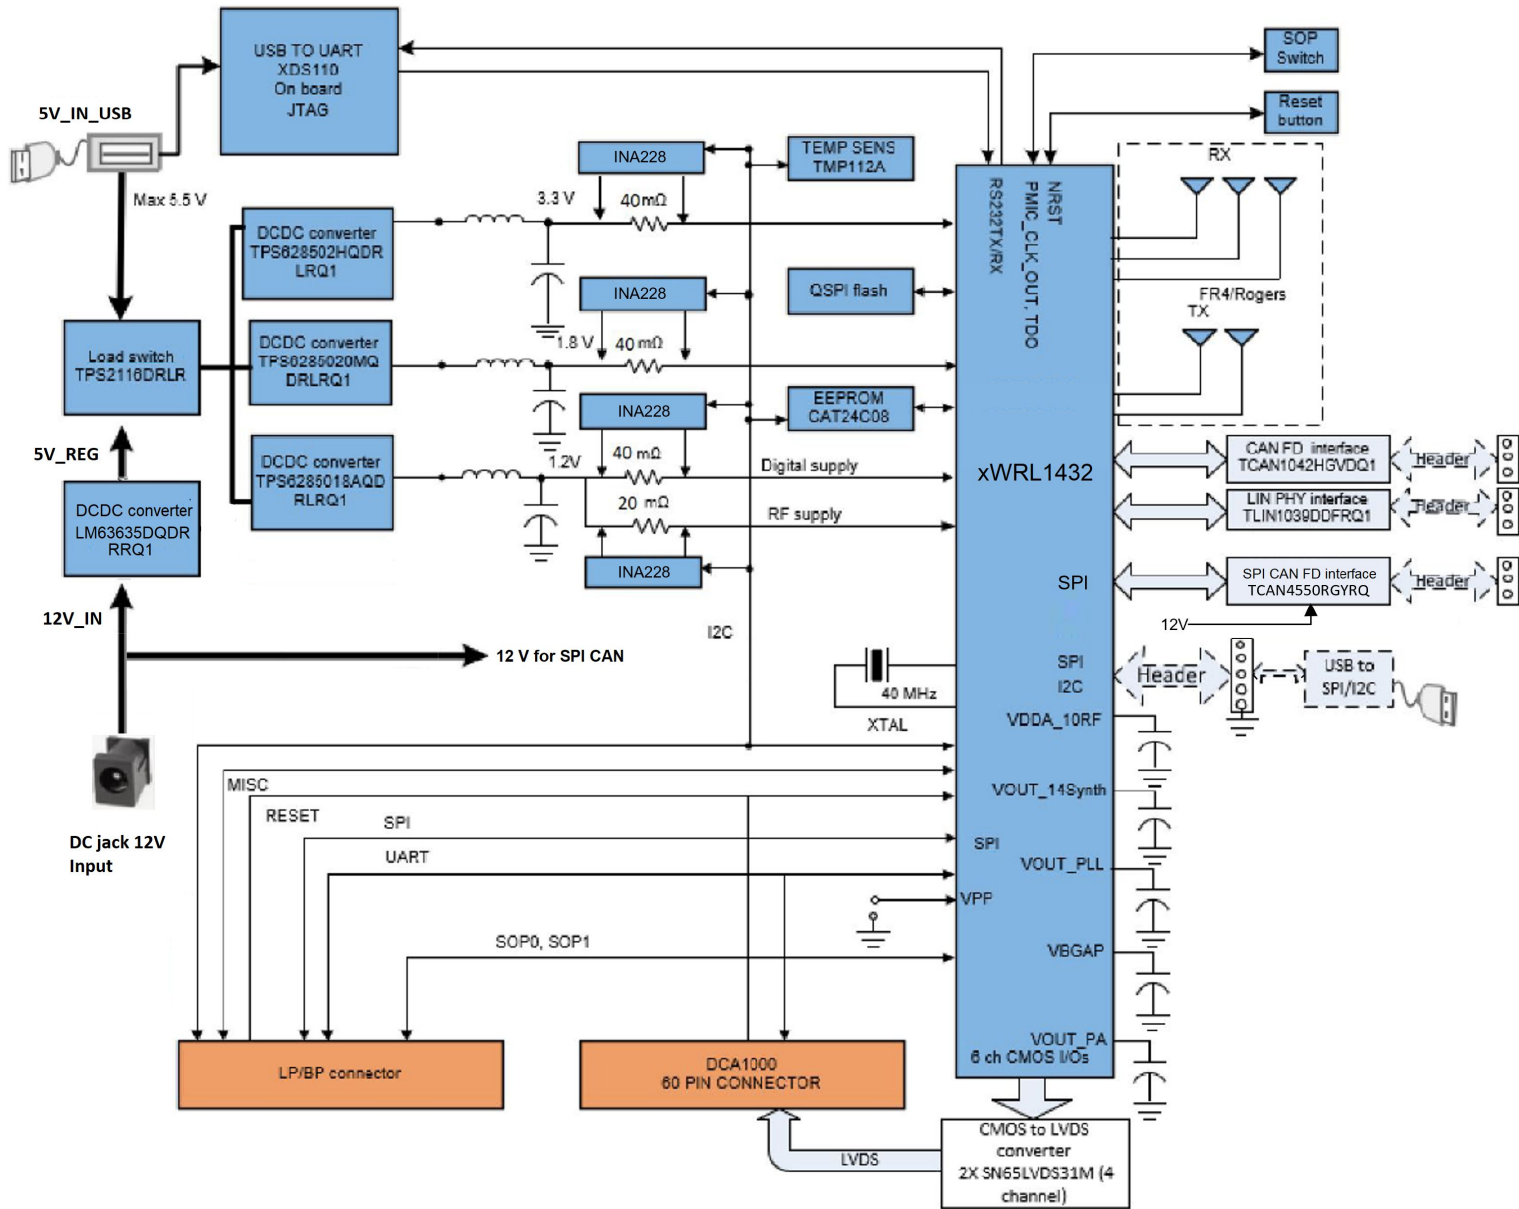 USB TO UART
XDS110
On board
JTAG
SOP
Switch
Reset
button
5V_IN_USB
Max 5.5 V
INA228
TEMP SENS
TMP112A
RX
3.3 V
40mΩ
DCDC converter
TPS628502HQDR
LRQ1
RS232TX/RX
PMIC_CLK_OUT, TDO
NRST
INA228
QSPI flash
FR4/Rogers
TX
Load switch
TPS2116DRLR
DCDC converter
TPS6285020MQ
DRLRQ1
1.8 V
40 mΩ
INA228
EEPROM
CAT24C08
5V_REG
DCDC converter
TPS6285018AQD
RLRQ1
1.2V
40 mΩ
Digital supply
xWRL1432
CAN FD interface
TCAN1042HGVDQ1
Header
20 mΩ
RF supply
LIN PHY interface
TLIN1039DDFRQ1
Header
DCDC converter
LM63635DQDR
RRQ1
INA228
SPI
SPI CAN FD interface
TCAN4550RGYRQ
Header
12V
12V_IN
I2C
12 V for SPI CAN
SPI
I2C
Header
USB to
SPI/I2C
40 MHz
XTAL
VDDA_10RF
MISC
VOUT_14Synth
RESET
SPI
DC jack 12V
Input
SPI
UART
VOUT_PLL
VPP
SOP0, SOP1
VBGAP
VOUT_PA
6 ch CMOS I/Os
LP/BP connector
DCA1000
60 PIN CONNECTOR
CMOS to LVDS
converter
2X SN65LVDS31M (4
channel)
LVDS